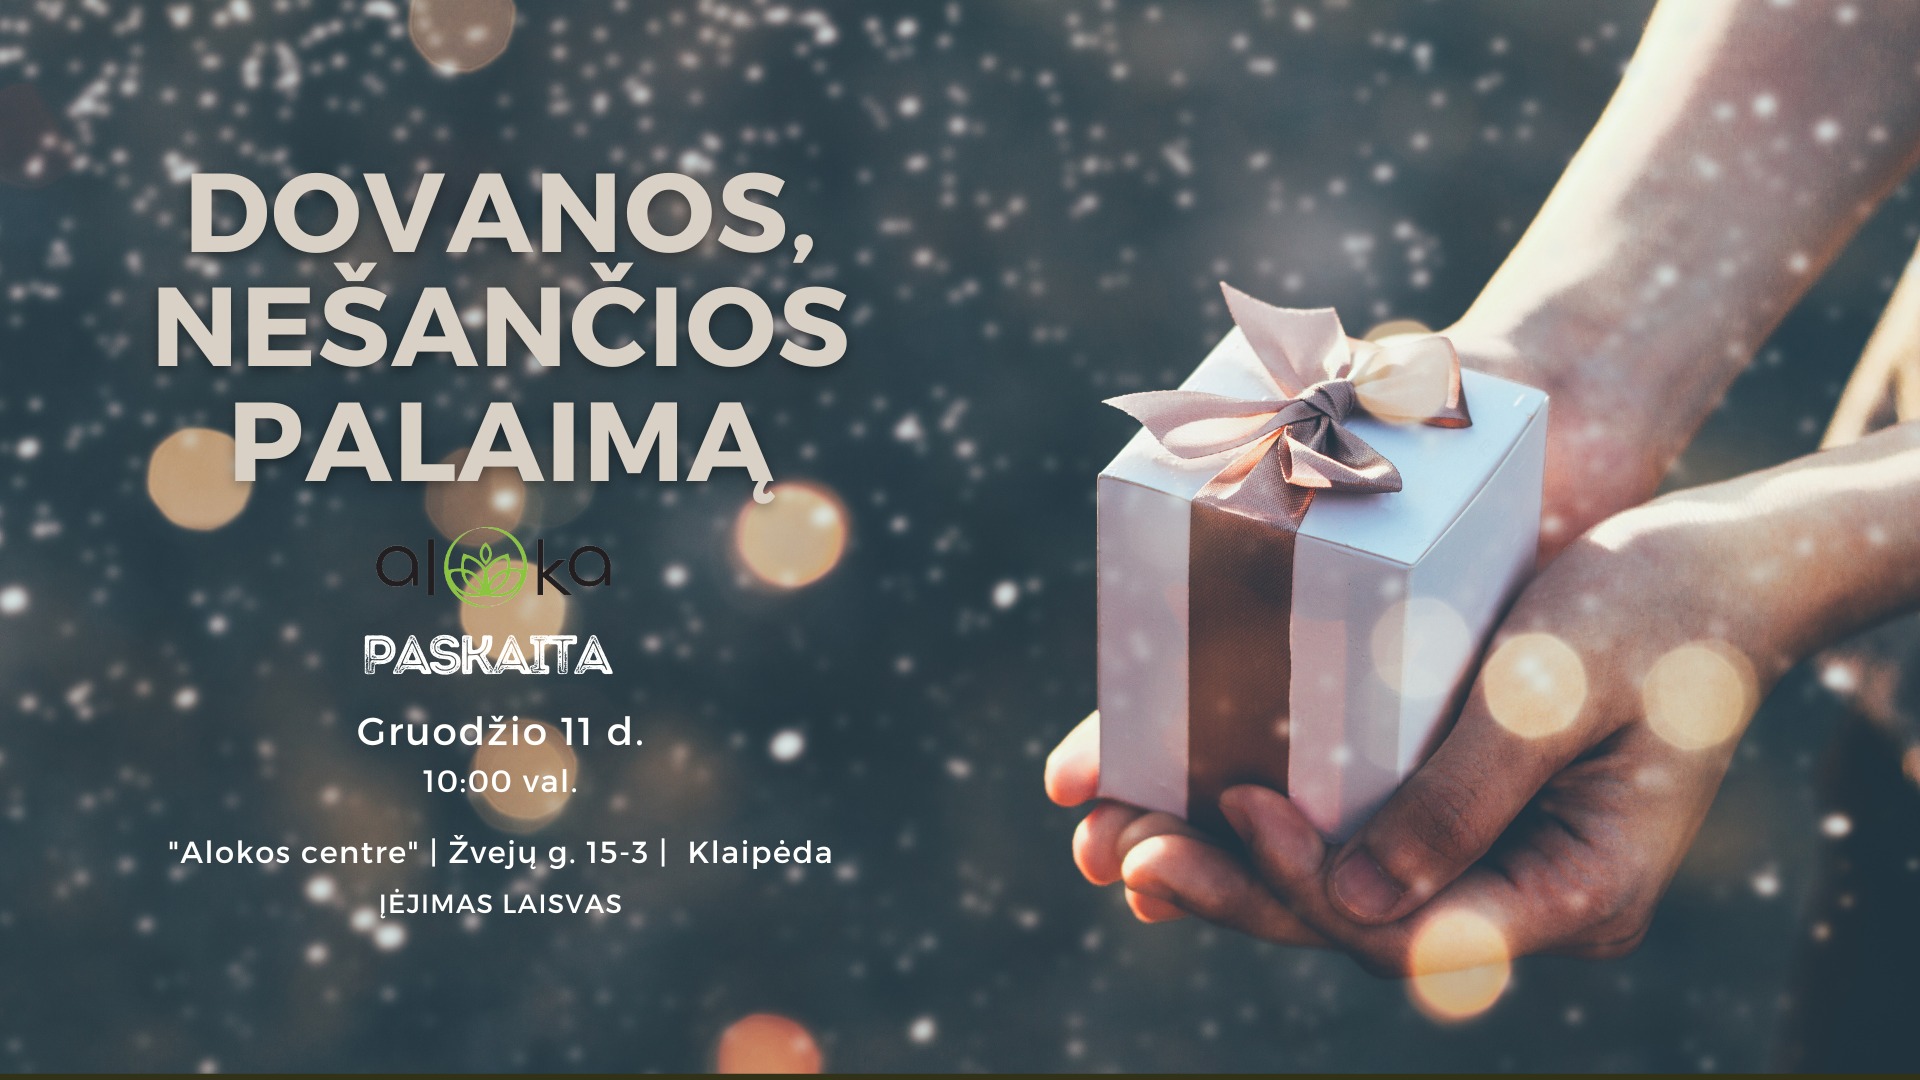 DOVANOS,
NEŠANČIOS
PALAIMĄ
aloka
PASKAITA
Gruodžio 11 d.
10:00 val.
"Alokos centre" | Žvejų g. 15-3 | Klaipėda
ĮĖJIMAS LAISVAS